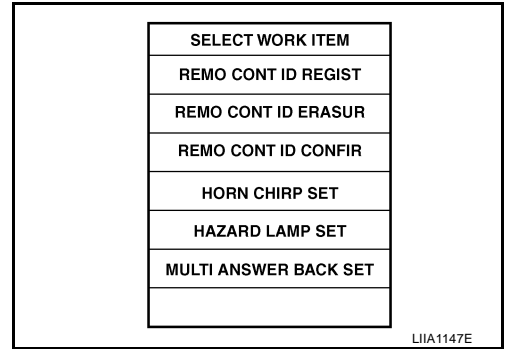 SELECT WORK ITEM
REMO CONT ID REGIST
REMO CONT ID ERASUR
REMO CONT ID CONFIR
HORN CHIRP SET
HAZARD LAMP SET
MULTI ANSWER BACK SET
LIIA1147E